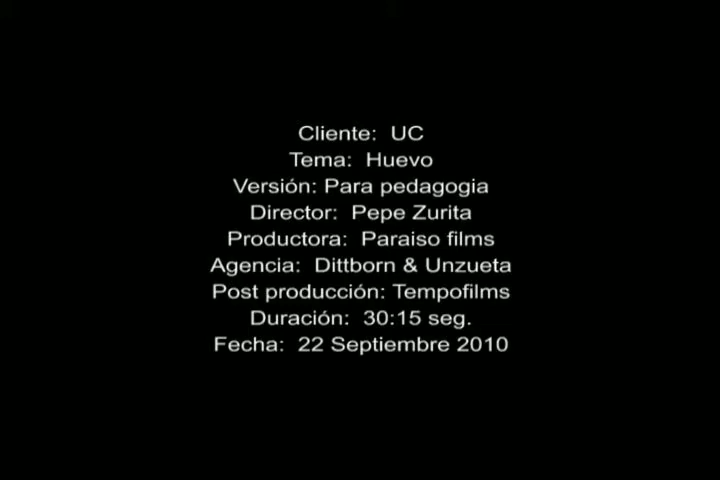 Cliente: UC
Tema: Huevo
Versión: Para pedagogia
Director: Pepe Zurita
Productora: Paraiso films
Agencia: Dittborn & Unzueta
Post producción: Tempofilms
Duración: 30:15 seg.
Fecha: 22 Septiembre 2010